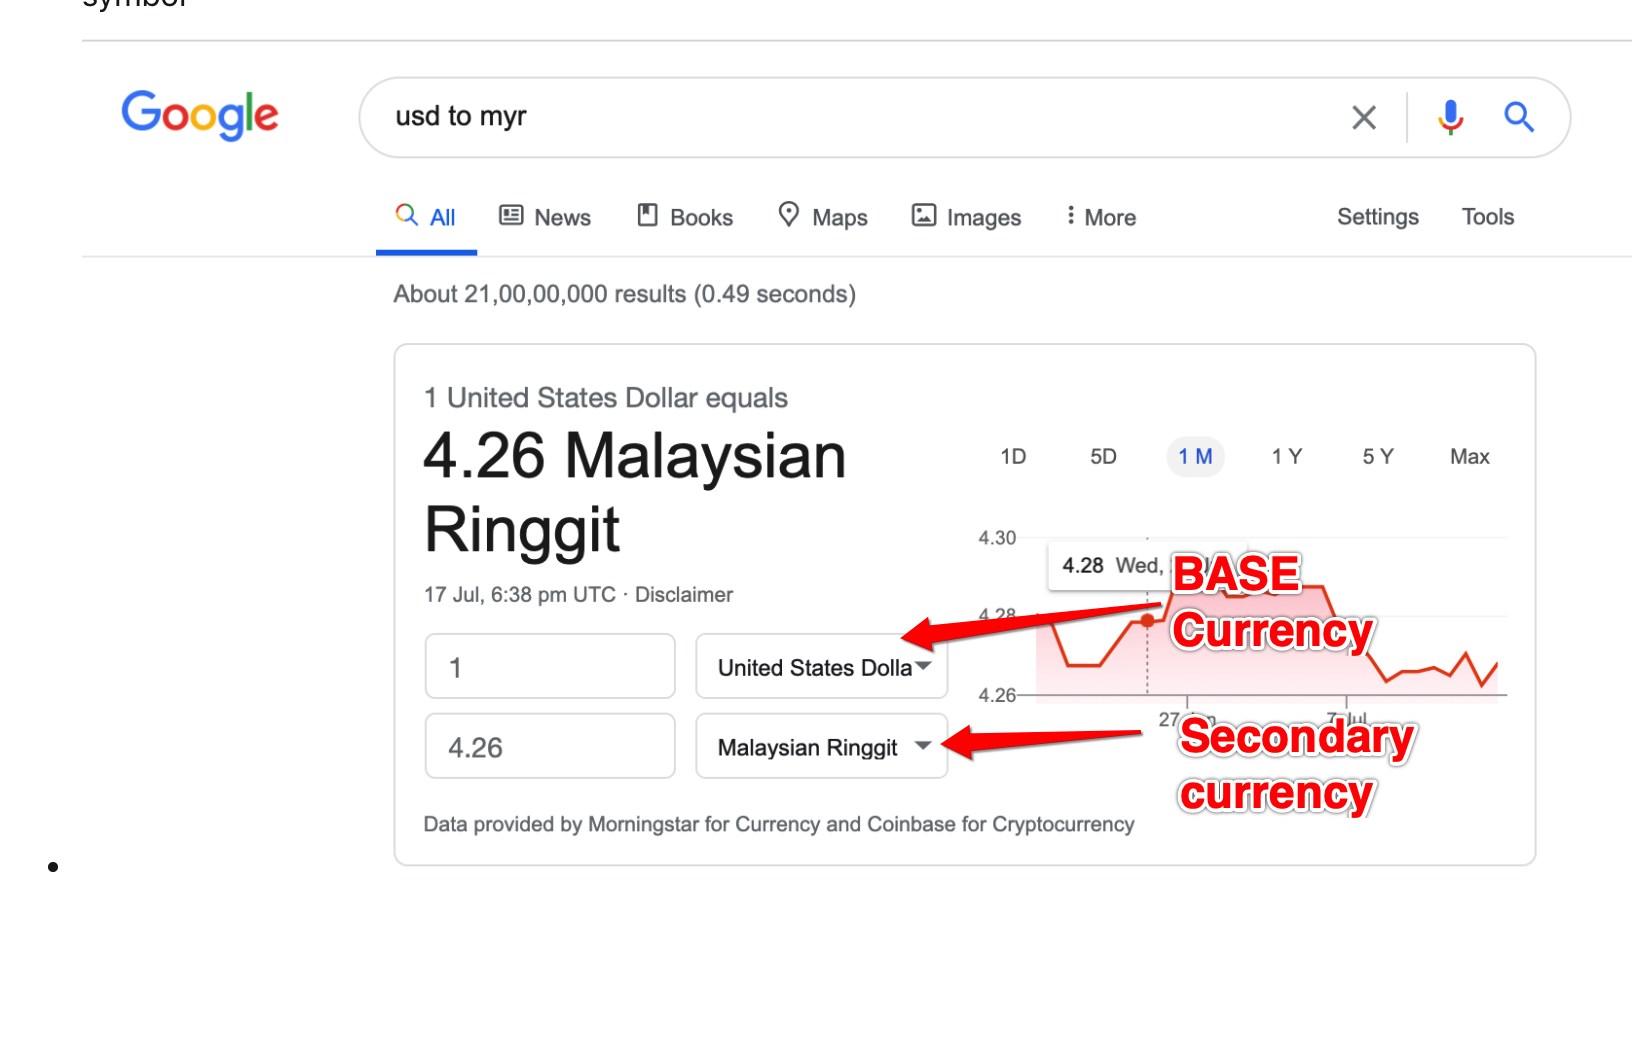 symbol
Google
usd to myr
All News Books Maps Images More Settings Tools
About 21,00,00,000 results (0.49 seconds)
1 United States Dollar equals
4.26 Malaysian
Ringgit
17 Jul, 6:38 pm UTC · Disclaimer
1 United States Dolla
4.26 Malaysian Ringgit
1D 5D 1 M 1 Y 5 Y Max
4.30
4.28 Wed,
4.28
4.26
27
7 Jul
BASE
Currency
Secondary
currency
Data provided by Morningstar for Currency and Coinbase for Cryptocurrency